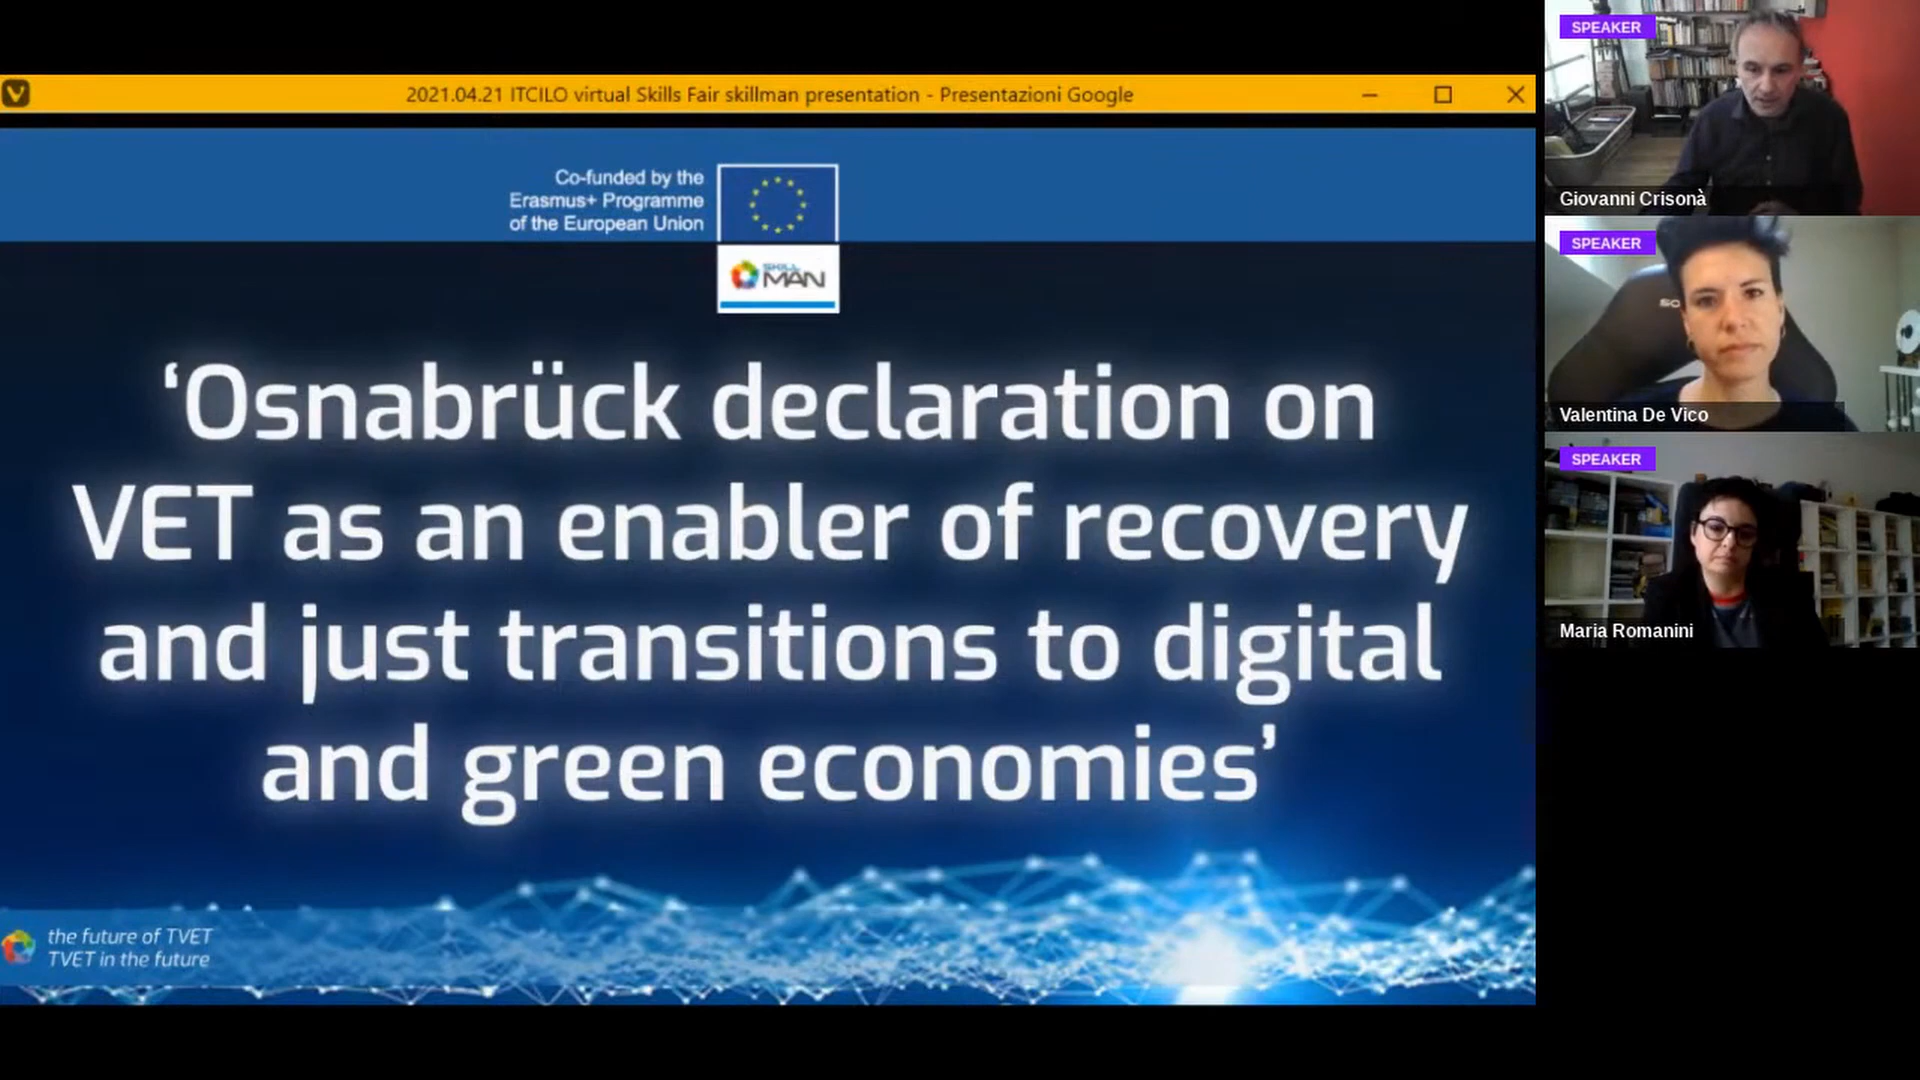 2021.04.21 ITCILO virtual Skills Fair skillman presentation - Presentazioni Google
Co-funded by the
Erasmus+ Programme
of the European Union
SKILL
MAN
‘Osnabrück declaration on
VET as an enabler of recovery
and just transitions to digital
and green economies’
the future of TVET
TVET in the future
SPEAKER
Giovanni Crisonà
SPEAKER
Valentina De Vico
SPEAKER
Maria Romanini